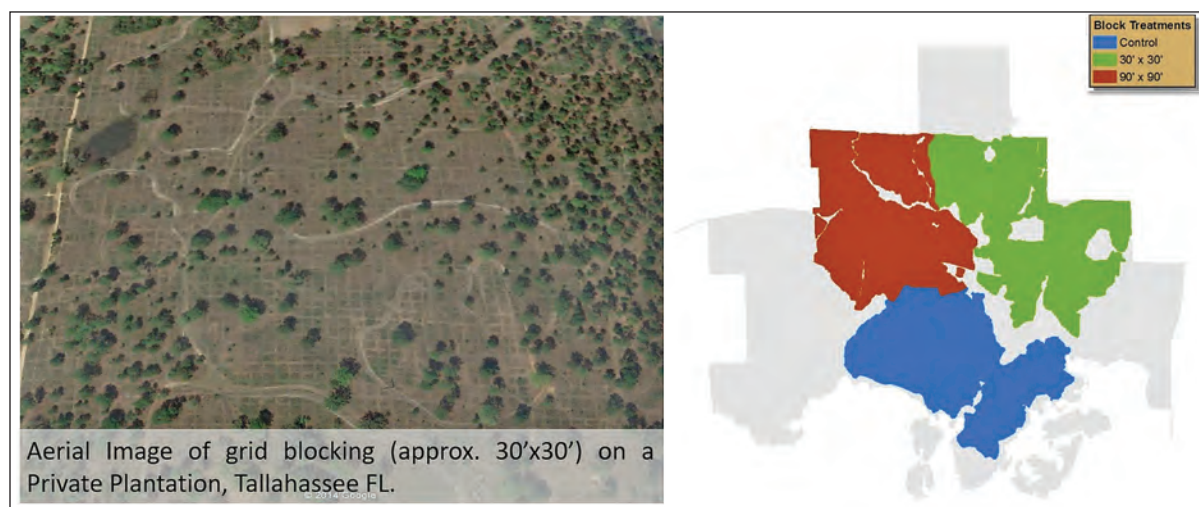 Aerial Image of grid blocking (approx. 30’x30’) on a
Private Plantation, Tallahassee FL.
© 2014 Google
Block Treatments
Control
30' x 30'
90' x 90'